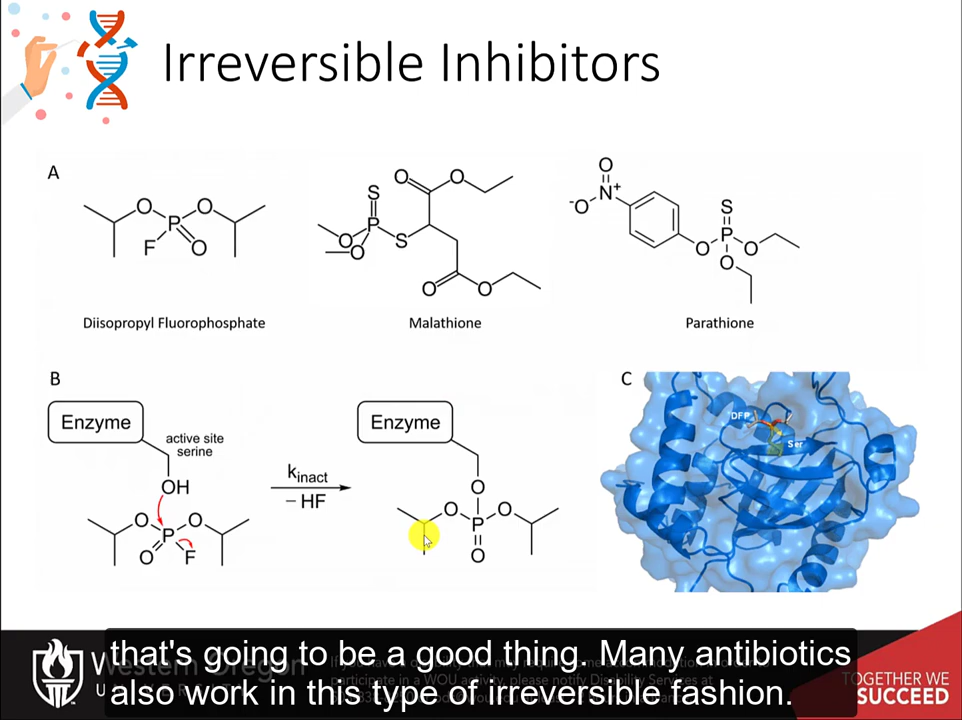 Irreversible Inhibitors
A
O
O
P
F
O
Diisopropyl Fluorophosphate
S
P
O
O
S
O
O
O
O
Malathione
O
N+
-O
S
P
O
O
O
Parathione
B
Enzyme
active site
serine
OH
O
O
P
O
F
kinact
– HF
Enzyme
O
O
P
O
O
C
DFP
Ser
that's going to be a good thing. Many antibiotics
also work in this type of irreversible fashion.
TOGETHER WE
SUCCEED